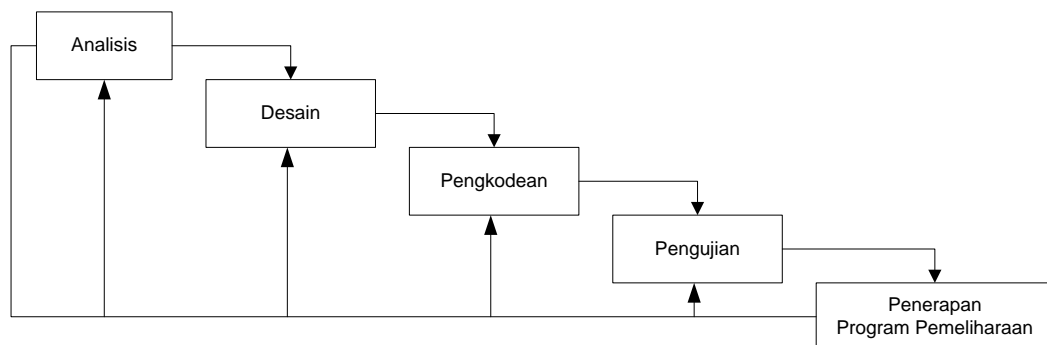 Analisis
Desain
Pengkodean
Pengujian
Penerapan
Program Pemeliharaan